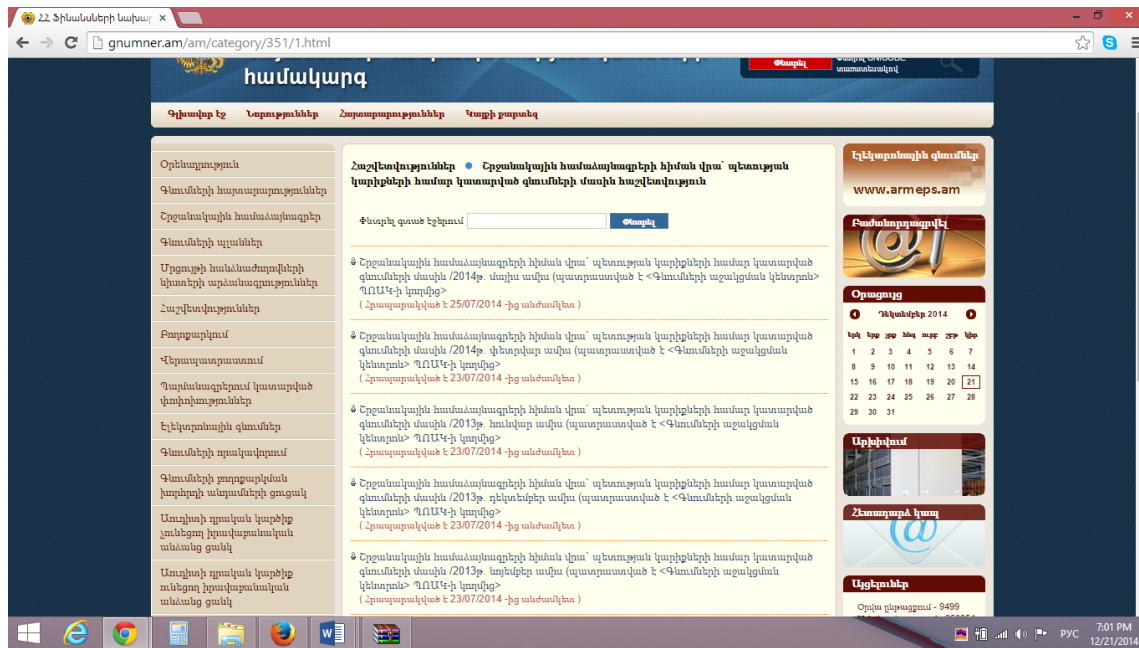 ՀՀ Ֆինանսների նախար
gnumner.am/am/category/351/1.html
համակարգ
Փնտրել
տառատեսակով
Գլխավոր էջ Նորություններ Հայտարարություններ Կայքի քարտեզ
Օրենսդրություն
Գնումների հայտարարություններ
Շրջանակային համաձայնագրեր
Գնումների պլաններ
Մրցույթի հանձնաժողովների
նիստերի արձանագրություններ
Հաշվետվություններ
Բողոքարկում
Վերապատրաստում
Պայմանագրերում կատարված
փոփոխություններ
Էլեկտրոնային գնումներ
Գնումների որակավորում
Գնումների բողոքարկման
խորհրդի անդամների ցուցակ
Աուդիտի դրական կարծիք
չունեցող իրավաբանական
անձանց ցանկ
Աուդիտի դրական կարծիք
ունեցող իրավաբանական
անձանց ցանկ
Հաշվետվություններ Շրջանակային համաձայնագրերի հիման վրա՝ պետության
կարիքների համար կատարված գնումների մասին հաշվետվություն
Փնտրել գտած էջերում Փնտրել
Շրջանակային համաձայնագրերի հիման վրա՝ պետության կարիքների համար կատարված
գնումների մասին /2014թ. մայիս ամիս (պատրաստված է <Գնումների աջակցման կենտրոն>
ՊՈԱԿ-ի կողմից>
( Հրապարակված է 25/07/2014 -ից անժամկետ )
Շրջանակային համաձայնագրերի հիման վրա՝ պետության կարիքների համար կատարված
գնումների մասին /2014թ. փետրվար ամիս (պատրաստված է <Գնումների աջակցման
կենտրոն> ՊՈԱԿ-ի կողմից>
( Հրապարակված է 23/07/2014 -ից անժամկետ )
Շրջանակային համաձայնագրերի հիման վրա՝ պետության կարիքների համար կատարված
գնումների մասին /2013թ. հունվար ամիս (պատրաստված է <Գնումների աջակցման
կենտրոն> ՊՈԱԿ-ի կողմից>
( Հրապարակված է 23/07/2014 -ից անժամկետ )
Շրջանակային համաձայնագրերի հիման վրա՝ պետության կարիքների համար կատարված
գնումների մասին /2013թ. դեկտեմբեր ամիս (պատրաստված է <Գնումների աջակցման
կենտրոն> ՊՈԱԿ-ի կողմից>
( Հրապարակված է 23/07/2014 -ից անժամկետ )
Շրջանակային համաձայնագրերի հիման վրա՝ պետության կարիքների համար կատարված
գնումների մասին /2013թ. նոյեմբեր ամիս (պատրաստված է <Գնումների աջակցման
կենտրոն> ՊՈԱԿ-ի կողմից>
( Հրապարակված է 23/07/2014 -ից անժամկետ )
Էլեկտրոնային գնումներ
www.armeps.am
Բաժանորդագրվել
Օրացույց
Դեկտեմբեր 2014
երկ երք չրք հնգ ուրբ շբթ կիր
1 2 3 4 5 6 7
8 9 10 11 12 13 14
15 16 17 18 19 20 21
22 23 24 25 26 27 28
29 30 31
Արխիվում
Հետադարձ կապ
Այցելումներ
Օրվա ընթացքում - 9499
РУС
7:01 PM
12/21/2014